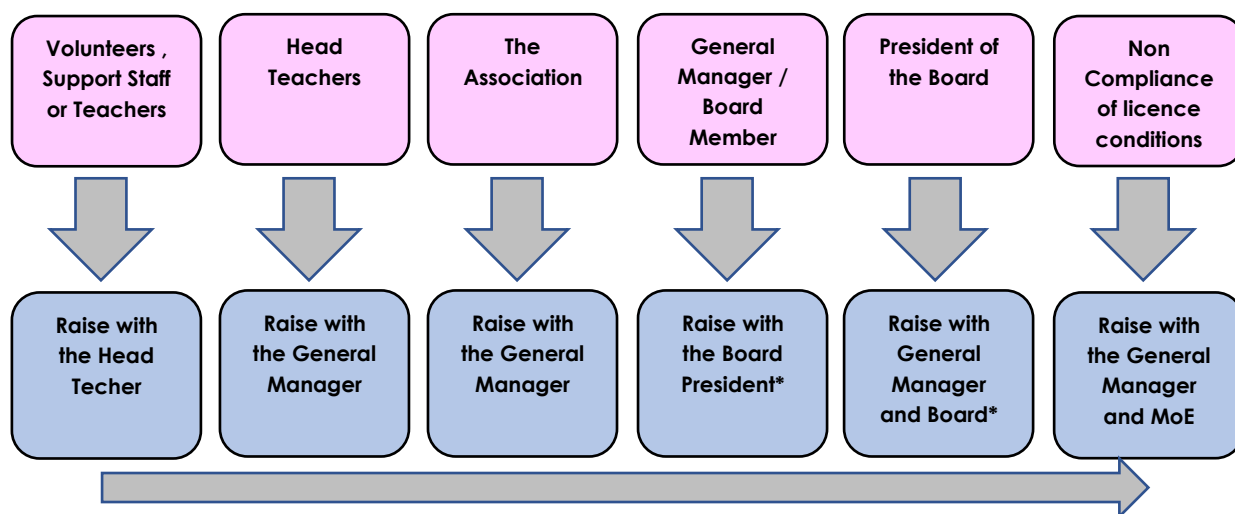 Volunteers ,
Support Staff
or Teachers
Head
Teachers
The
Association
General
Manager /
Board
Member
President of
the Board
Non
Compliance
of licence
conditions
Raise with
the Head
Techer
Raise with
the General
Manager
Raise with
the General
Manager
Raise with
the Board
President*
Raise with
General
Manager
and Board*
Raise with
the General
Manager
and MoE